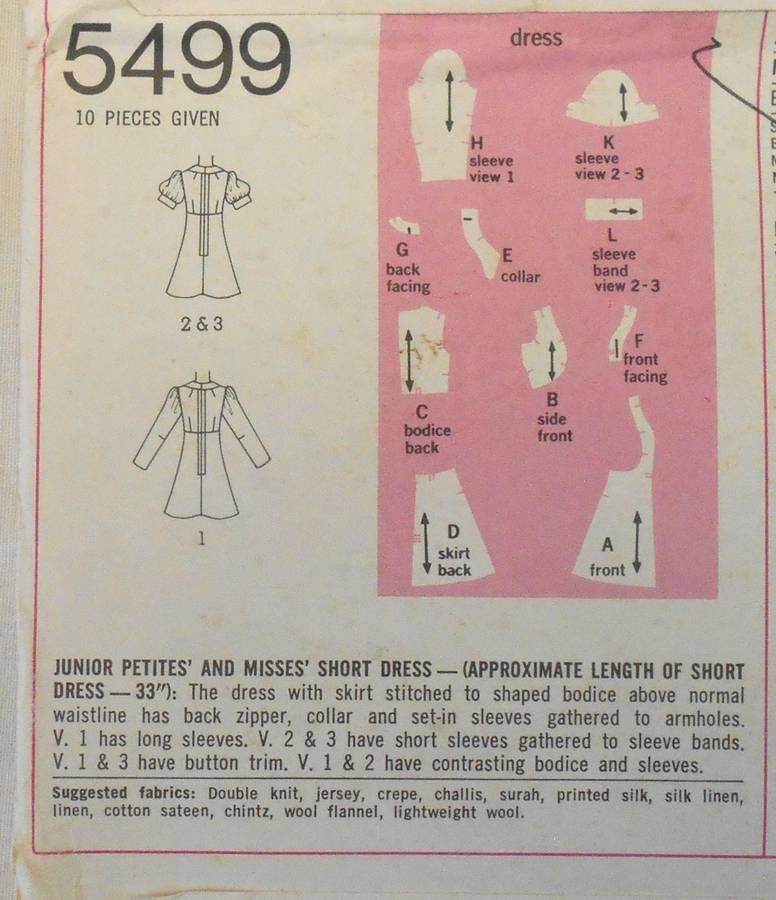 5499
10 PIECES GIVEN
2 & 3
1
dress
H
sleeve
view 1
K
sleeve
view 2 - 3
G
back
facing
E
collar
L
sleeve
band
view 2 - 3
C
bodice
back
B
side
front
F
front
facing
D
skirt
back
A
front
JUNIOR PETITES' AND MISSES' SHORT DRESS — (APPROXIMATE LENGTH OF SHORT
DRESS — 33"): The dress with skirt stitched to shaped bodice above normal
waistline has back zipper, collar and set-in sleeves gathered to armholes.
V. 1 has long sleeves. V. 2 & 3 have short sleeves gathered to sleeve bands.
V. 1 & 3 have button trim. V. 1 & 2 have contrasting bodice and sleeves.
Suggested fabrics: Double knit, jersey, crepe, challis, surah, printed silk, silk linen,
linen, cotton sateen, chintz, wool flannel, lightweight wool.